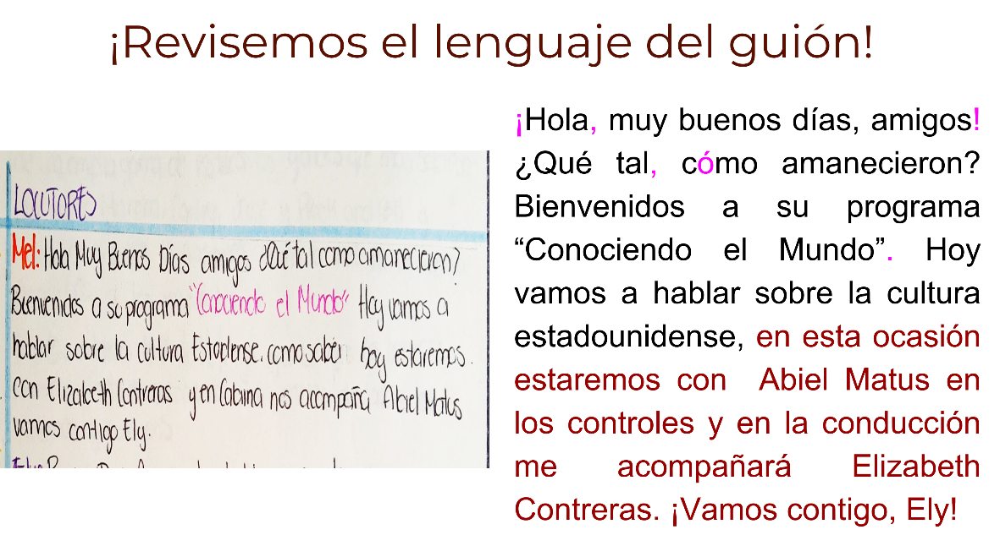 ¡Revisemos el lenguaje del guión!
LOCUTORES
Mel: Hola Muy Buenos Días amigos ¿Qué tal como amanecieron?
Bienvenidos a su programa "Conociendo el Mundo" Hoy vamos a
hablar sobre la cultura como saber hoy estaremos.
con Elizabeth Contreras y en Cabina nos acompaña Abiel Matus
vamos contigo Ely.
¡Hola, muy buenos días, amigos!
¿Qué tal, cómo amanecieron?
Bienvenidos a su programa
“Conociendo el Mundo”. Hoy
vamos a hablar sobre la cultura
estadounidense, en esta ocasión
estaremos con Abiel Matus en
los controles y en la conducción
me acompañará Elizabeth
Contreras. ¡Vamos contigo, Ely!